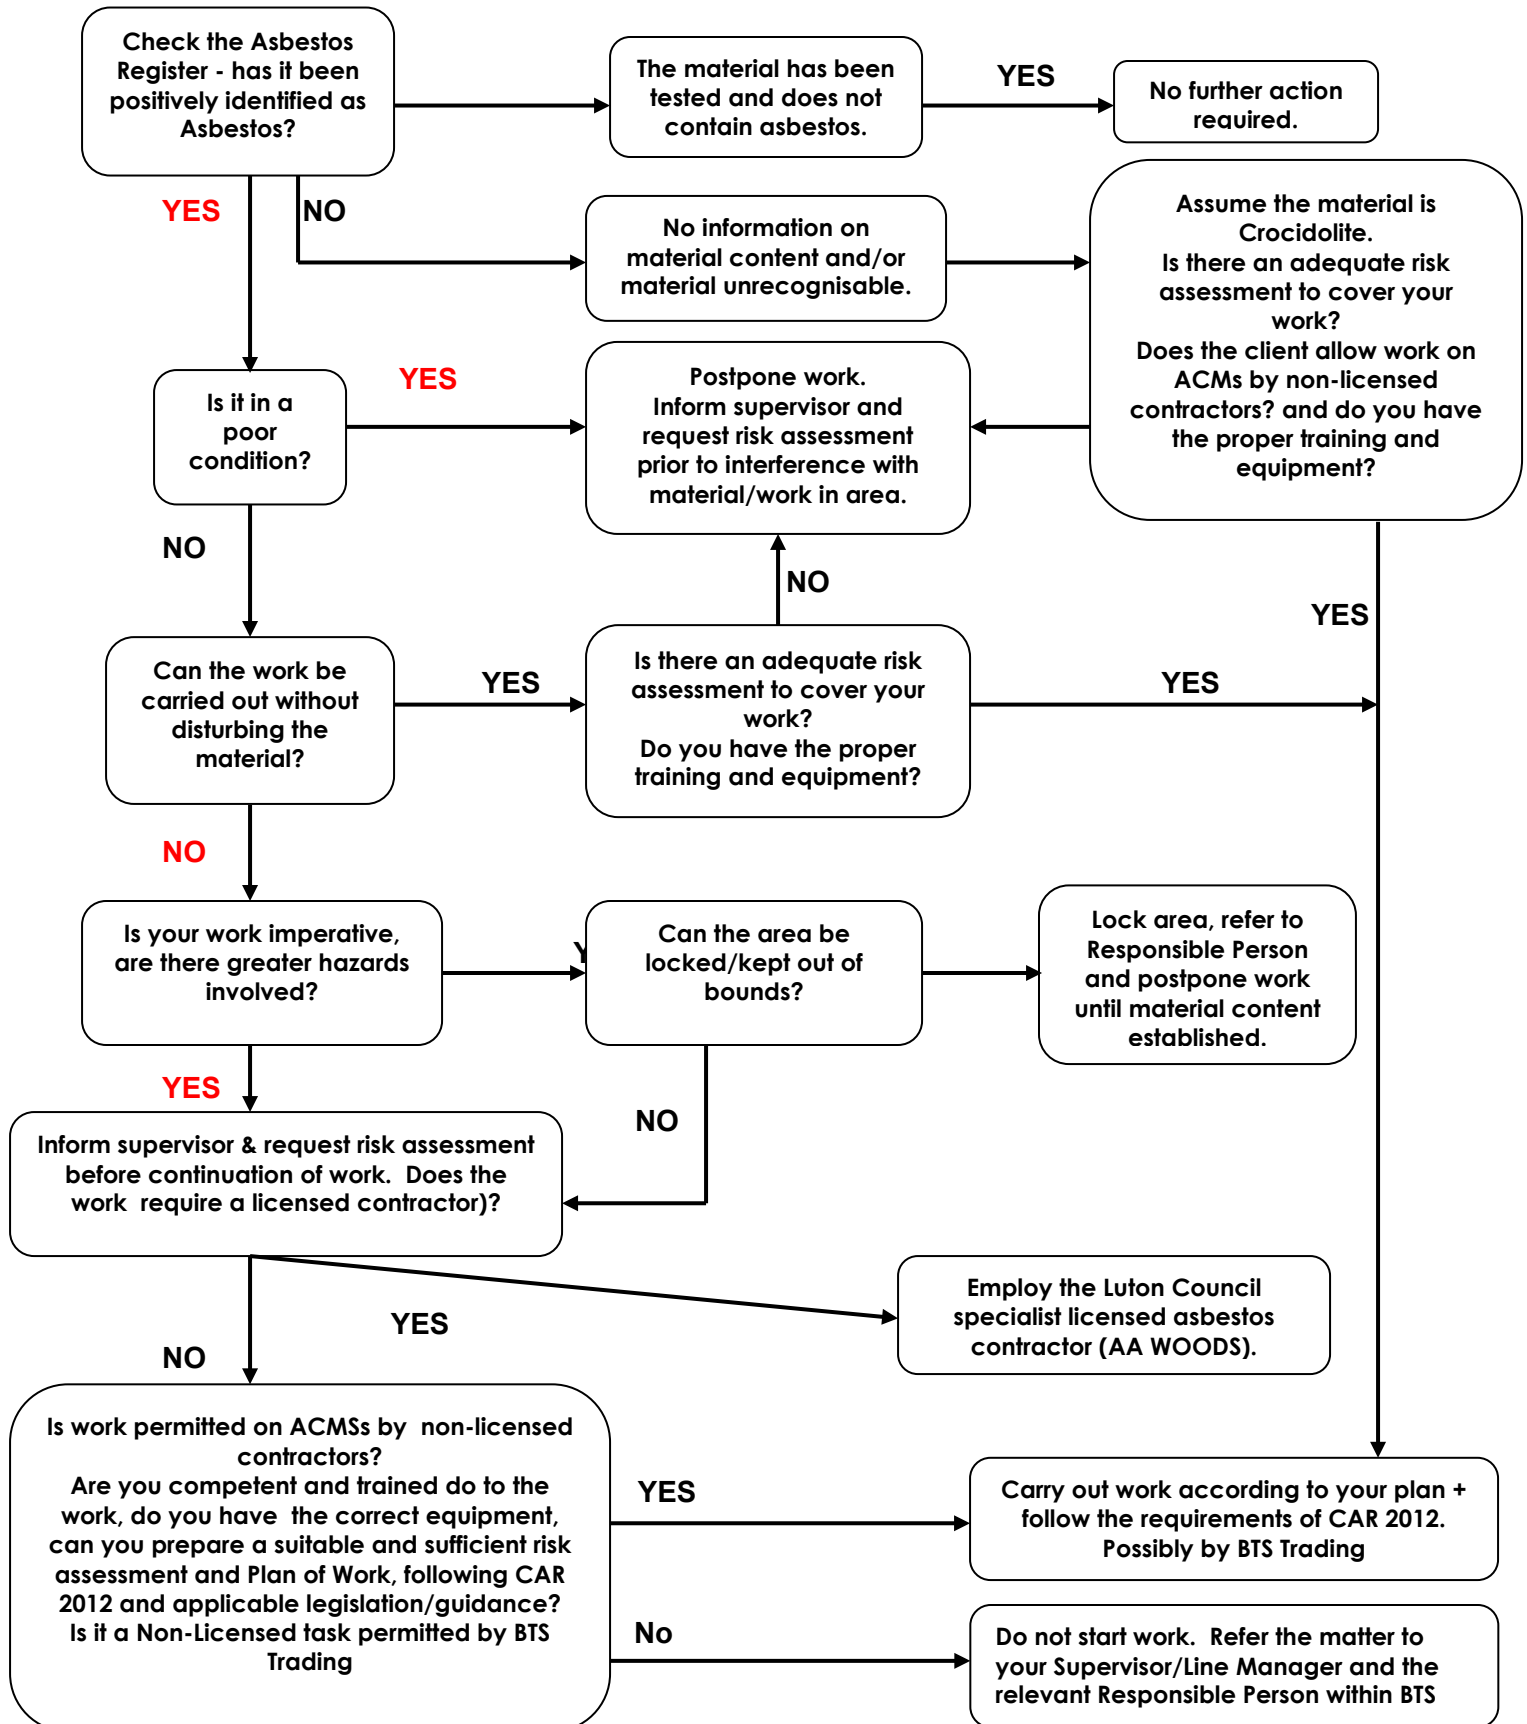 Check the Asbestos
Register - has it been
positively identified as
Asbestos?
The material has been
tested and does not
contain asbestos.
YES
No further action
required.
YES
NO
No information on
material content and/or
material unrecognisable.
Assume the material is
Crocidolite.
Is there an adequate risk
assessment to cover your
work?
Does the client allow work on
ACMs by non-licensed
contractors? and do you have
the proper training and
equipment?
Is it in a
poor
condition?
YES
Postpone work.
Inform supervisor and
request risk assessment
prior to interference with
material/work in area.
NO
NO
YES
Can the work be
carried out without
disturbing the
material?
YES
Is there an adequate risk
assessment to cover your
work?
Do you have the proper
training and equipment?
YES
NO
Is your work imperative,
are there greater hazards
involved?
Y
Can the area be
locked/kept out of
bounds?
Lock area, refer to
Responsible Person
and postpone work
until material content
established.
YES
NO
Inform supervisor & request risk assessment
before continuation of work. Does the
work require a licensed contractor)?
YES
Employ the Luton Council
specialist licensed asbestos
contractor (AA WOODS).
NO
Is work permitted on ACMSs by non-licensed
contractors?
Are you competent and trained do to the
work, do you have the correct equipment,
can you prepare a suitable and sufficient risk
assessment and Plan of Work, following CAR
2012 and applicable legislation/guidance?
Is it a Non-Licensed task permitted by BTS
Trading
YES
Carry out work according to your plan +
follow the requirements of CAR 2012.
Possibly by BTS Trading
No
Do not start work. Refer the matter to
your Supervisor/Line Manager and the
relevant Responsible Person within BTS